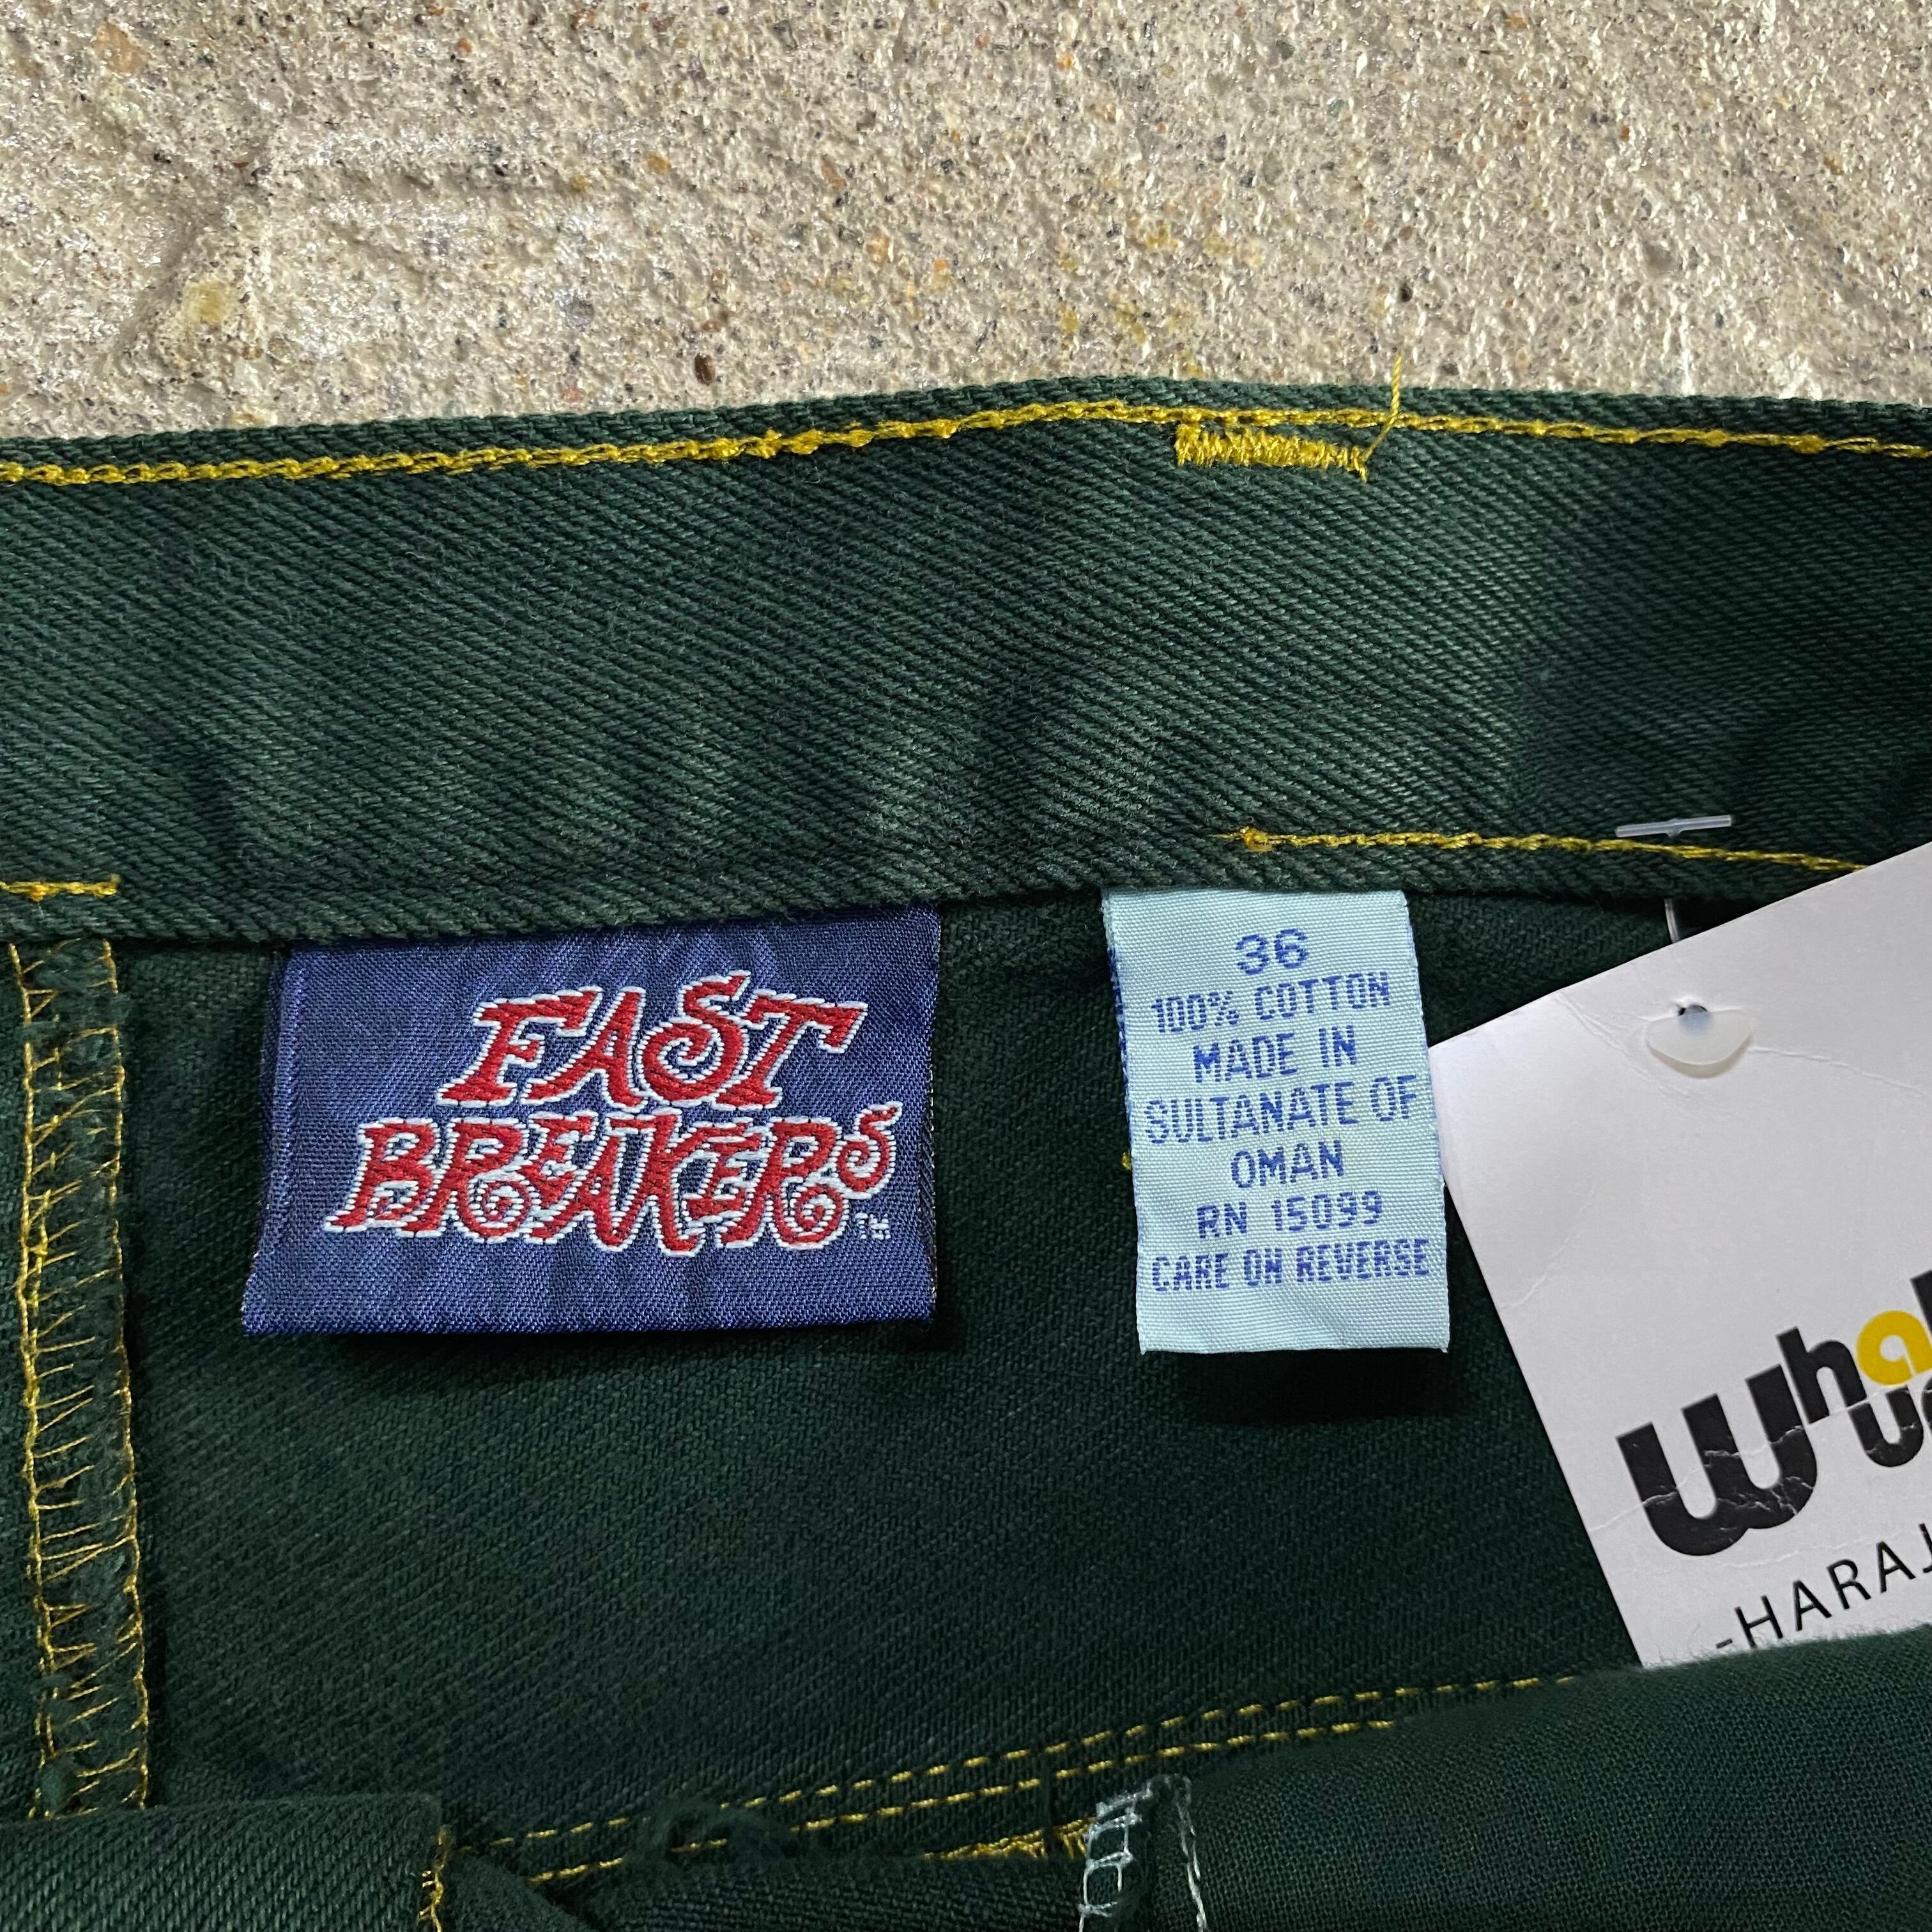 FAST
BREAKERS
TM
36
100% COTTON
MADE IN
SULTANATE OF
OMAN
RN 15099
CARE ON REVERSE
-HARAJ